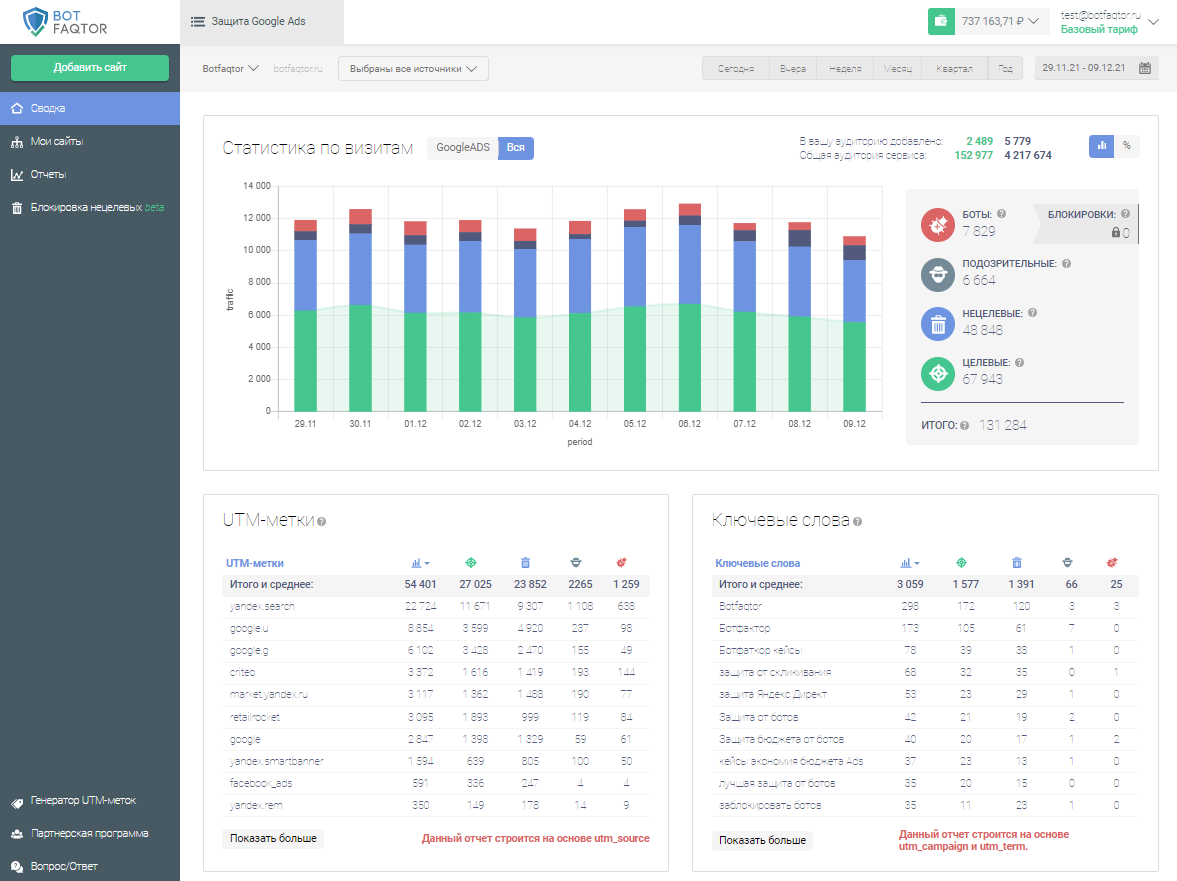 BOT
FAQTOR
Защита Google Ads
737 163,71 ₽
test@botfaqtor.ru
Базовый тариф
Добавить сайт
Botfaqtor botfaqtor.ru Выбраны все источники
Сегодня Вчера Неделя Месяц Квартал Год 29.11.21 - 09.12.21
Сводка
Мои сайты
Отчеты
Блокировка нецелевых beta
Генератор UTM-меток
Партнерская программа
Вопрос/Ответ
Статистика по визитам GoogleADS Вся
В вашу аудиторию добавлено: 2 489 5 779
Общая аудитория сервиса: 152 977 4 217 674
%
14 000
12 000
10 000
8 000
6 000
4 000
2 000
0
traffic
29.11 30.11 01.12 02.12 03.12 04.12 05.12 06.12 07.12 08.12 09.12
period
БОТЫ: ?
7 829
БЛОКИРОВКИ: ?
0
ПОДОЗРИТЕЛЬНЫЕ: ?
6 664
НЕЦЕЛЕВЫЕ: ?
48 848
ЦЕЛЕВЫЕ: ?
67 943
ИТОГО: ? 131 284
UTM-метки ?
UTM-метки
Итого и среднее: 54 401 27 025 23 852 2265 1 259
yandex.search 22 724 11 671 9 307 1 108 638
google.u 8 854 3 599 4 920 237 98
google.g 6 102 3 428 2 470 155 49
criteo 3 372 1 616 1 419 193 144
market.yandex.ru 3 117 1 362 1 488 190 77
retailrocket 3 095 1 893 999 119 84
google 2 847 1 398 1 329 59 61
yandex.smartbanner 1 594 639 805 100 50
facebook_ads 591 336 247 4 4
yandex.rem 350 149 178 14 9
Показать больше
Данный отчет строится на основе utm_source
Ключевые слова ?
Ключевые слова
Итого и среднее: 3 059 1 577 1 391 66 25
Botfaqtor 298 172 120 3 3
Ботфактор 173 105 61 7 0
Ботфаткор кейсы 78 39 38 1 0
защита от скликивания 68 32 35 0 1
защита Яндекс Директ 53 23 29 1 0
Защита от ботов 42 21 19 2 0
Защита бюджета от ботов 40 20 17 1 2
кейсы экономия бюджета Ads 37 23 13 1 0
лучшая защита от ботов 35 20 15 0 0
заблокировать ботов 35 11 23 1 0
Показать больше
Данный отчет строится на основе
utm_campaign и utm_term.